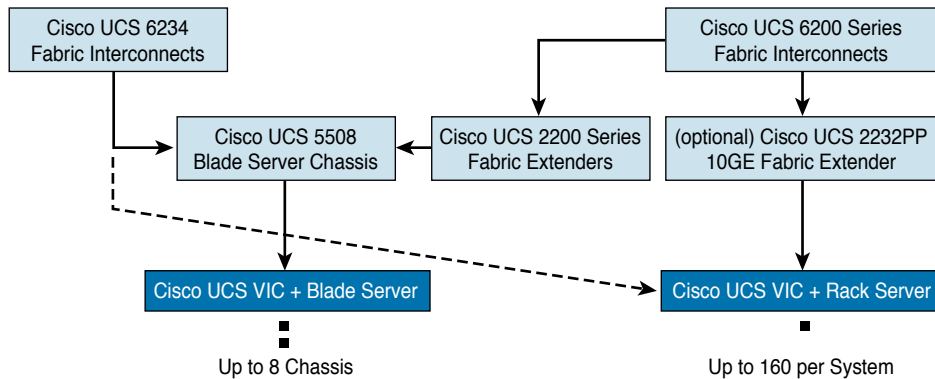 Cisco UCS 6234
Fabric Interconnects
Cisco UCS 6200 Series
Fabric Interconnects
Cisco UCS 5508
Blade Server Chassis
Cisco UCS 2200 Series
Fabric Extenders
(optional) Cisco UCS 2232PP
10GE Fabric Extender
Cisco UCS VIC + Blade Server
Cisco UCS VIC + Rack Server
Up to 8 Chassis
Up to 160 per System